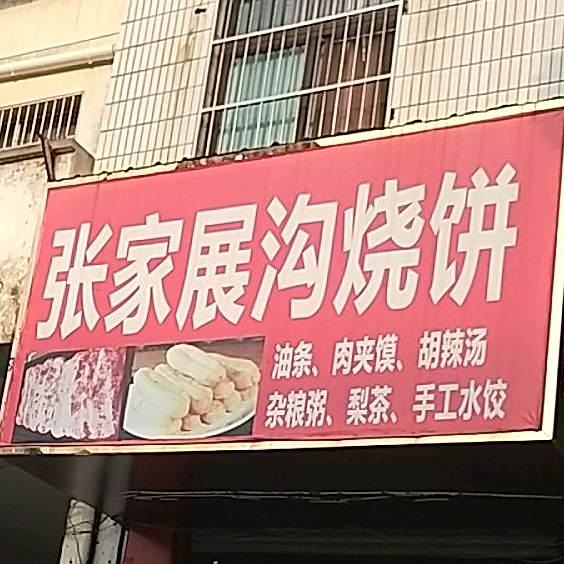 张家展沟烧饼
油条、肉夹馍、胡辣汤
杂粮粥、梨茶、手工水饺